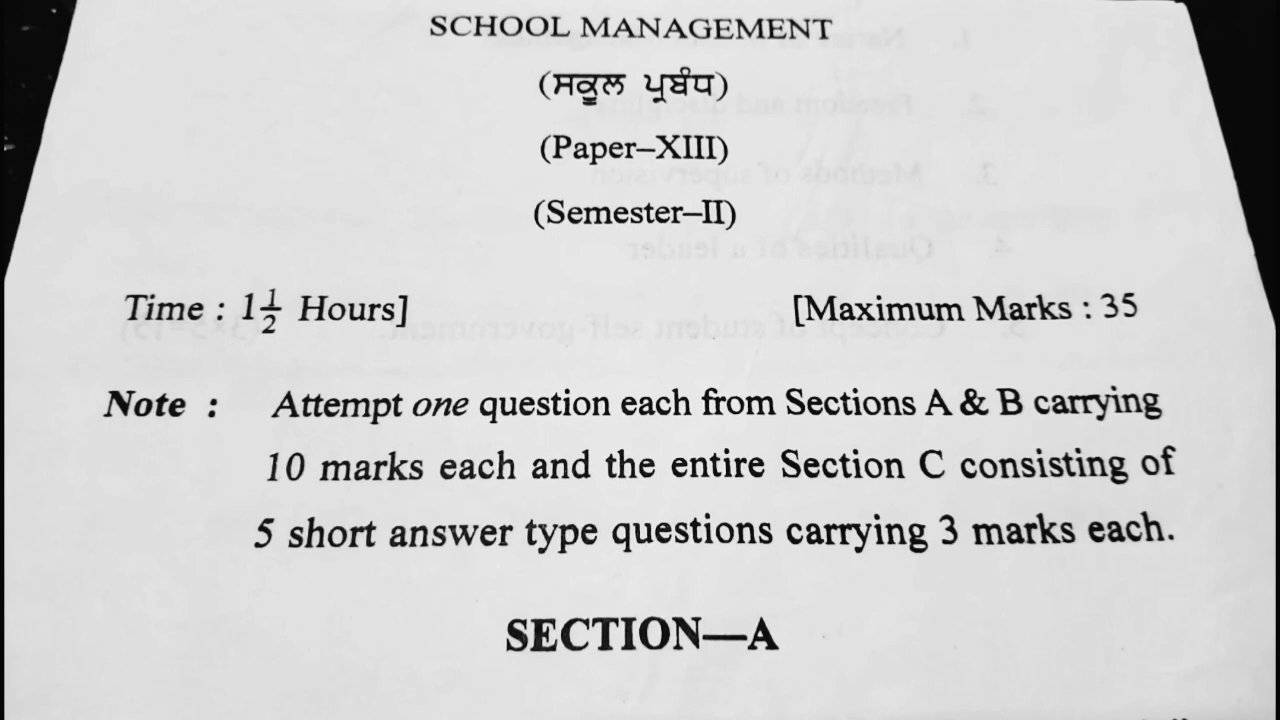 SCHOOL MANAGEMENT
(ਸਕੂਲ ਪ੍ਰਬੰਧ)
(Paper–XIII)
(Semester–II)
Time : 1½ Hours] [Maximum Marks : 35
Note : Attempt one question each from Sections A & B carrying
10 marks each and the entire Section C consisting of
5 short answer type questions carrying 3 marks each.
SECTION—A